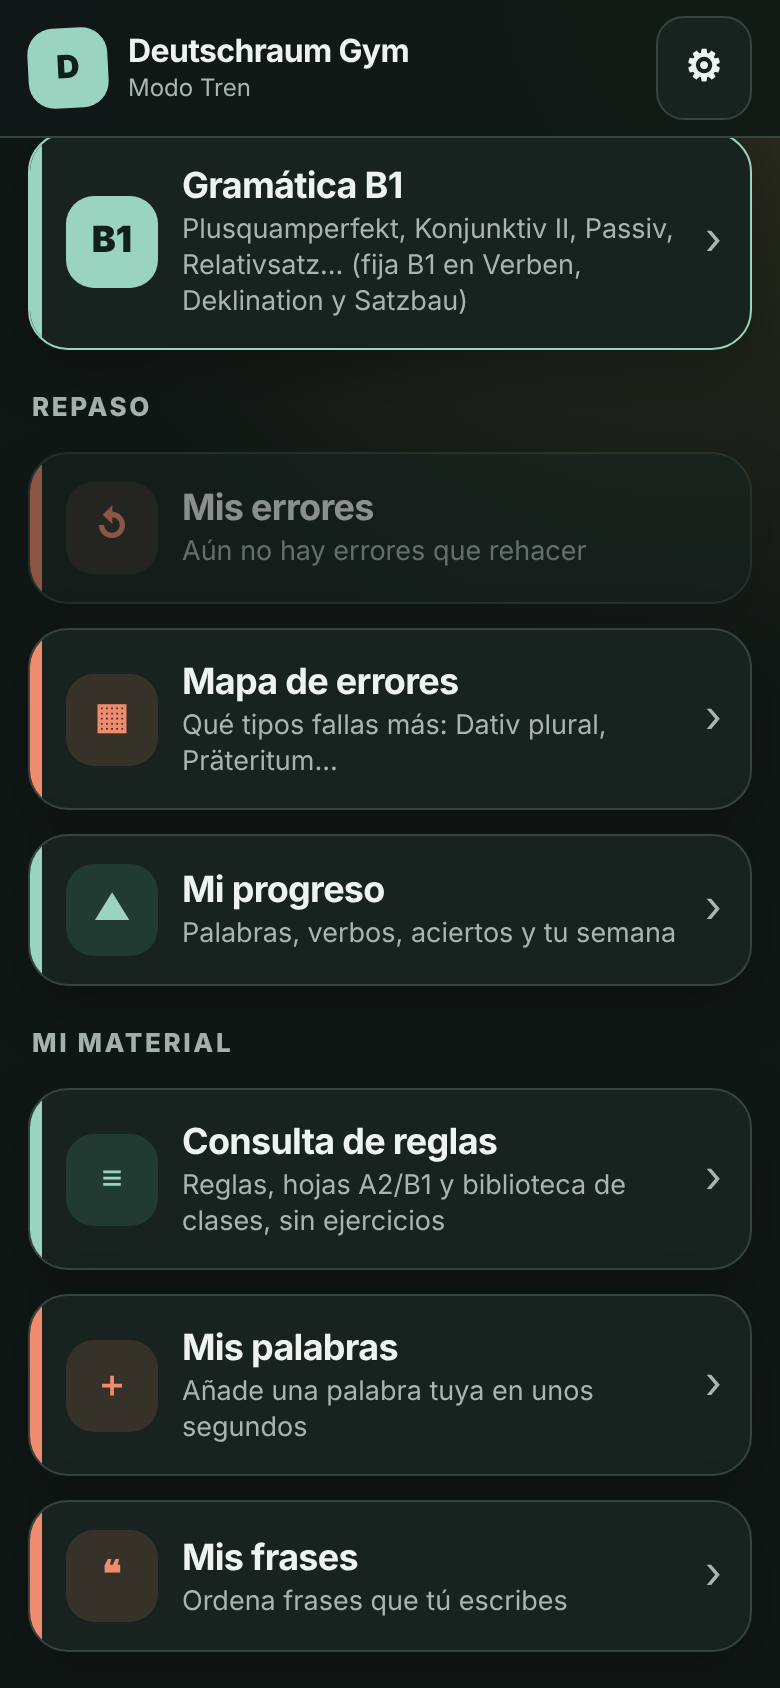 D
Deutschraum Gym
Modo Tren
B1
Gramática B1
Plusquamperfekt, Konjunktiv II, Passiv,
Relativsatz... (fija B1 en Verben,
Deklination y Satzbau)
REPASO
Mis errores
Aún no hay errores que rehacer
Mapa de errores
Qué tipos fallas más: Dativ plural,
Präteritum...
Mi progreso
Palabras, verbos, aciertos y tu semana
MI MATERIAL
Consulta de reglas
Reglas, hojas A2/B1 y biblioteca de
clases, sin ejercicios
Mis palabras
Añade una palabra tuya en unos
segundos
Mis frases
Ordena frases que tú escribes